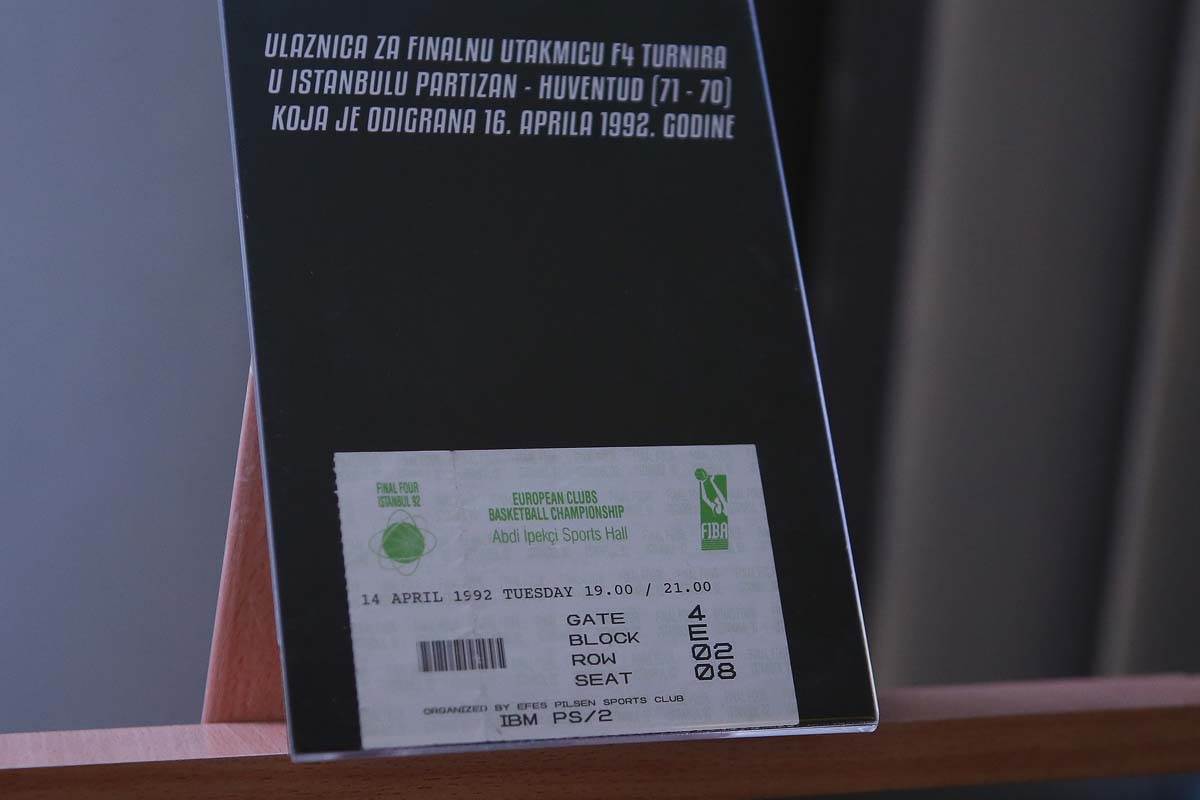 ULAZNICA ZA FINALNU UTAKMICU F4 TURNIRA
U ISTANBULU PARTIZAN - HUVENTUD (71 - 70)
KOJA JE ODIGRANA 16. APRILA 1992. GODINE
FINAL FOUR
ISTANBUL 92
EUROPEAN CLUBS
BASKETBALL CHAMPIONSHIP
Abdi İpekçi Sports Hall
FIBA
14 APRIL 1992 TUESDAY 19.00 / 21.00
GATE 4
BLOCK E
ROW 02
SEAT 08
ORGANIZED BY EFES PILSEN SPORTS CLUB
IBM PS/2